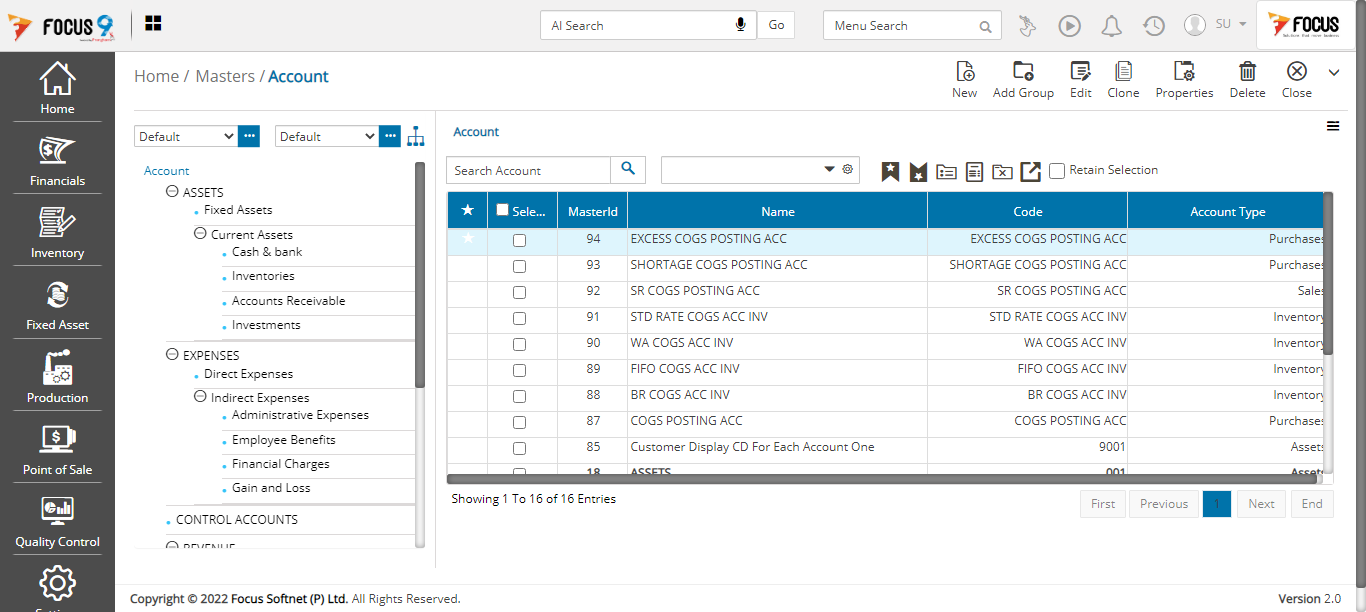 FOCUS 9
AI Search
Go
Menu Search
SU
FOCUS
Home / Masters / Account
New Add Group Edit Clone Properties Delete Close
Home
Financials
Inventory
Fixed Asset
Production
Point of Sale
Quality Control
Default
Default
Account
ASSETS
Fixed Assets
Current Assets
Cash & bank
Inventories
Accounts Receivable
Investments
EXPENSES
Direct Expenses
Indirect Expenses
Administrative Expenses
Employee Benefits
Financial Charges
Gain and Loss
CONTROL ACCOUNTS
REVENUE
Account
Search Account
Retain Selection
Sele... MasterId Name Code Account Type
94 EXCESS COGS POSTING ACC EXCESS COGS POSTING ACC Purchases
93 SHORTAGE COGS POSTING ACC SHORTAGE COGS POSTING ACC Purchases
92 SR COGS POSTING ACC SR COGS POSTING ACC Sales
91 STD RATE COGS ACC INV STD RATE COGS ACC INV Inventory
90 WA COGS ACC INV WA COGS ACC INV Inventory
89 FIFO COGS ACC INV FIFO COGS ACC INV Inventory
88 BR COGS ACC INV BR COGS ACC INV Inventory
87 COGS POSTING ACC COGS POSTING ACC Purchases
85 Customer Display CD For Each Account One 9001 Assets
18 ASSETS 001 Assets
Showing 1 To 16 of 16 Entries
First Previous 1 Next End
Copyright © 2022 Focus Softnet (P) Ltd. All Rights Reserved.
Version 2.0